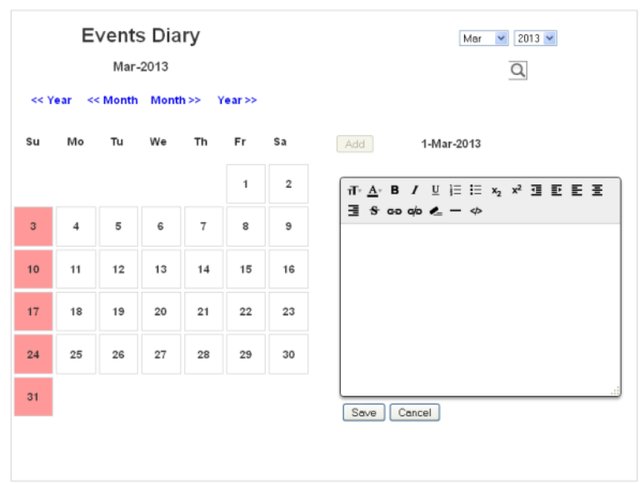 Events Diary
Mar 2013
Mar-2013
<< Year << Month Month >> Year >>
Su Mo Tu We Th Fr Sa
Add 1-Mar-2013
1 2
3 4 5 6 7 8 9
10 11 12 13 14 15 16
17 18 19 20 21 22 23
24 25 26 27 28 29 30
31
Save Cancel